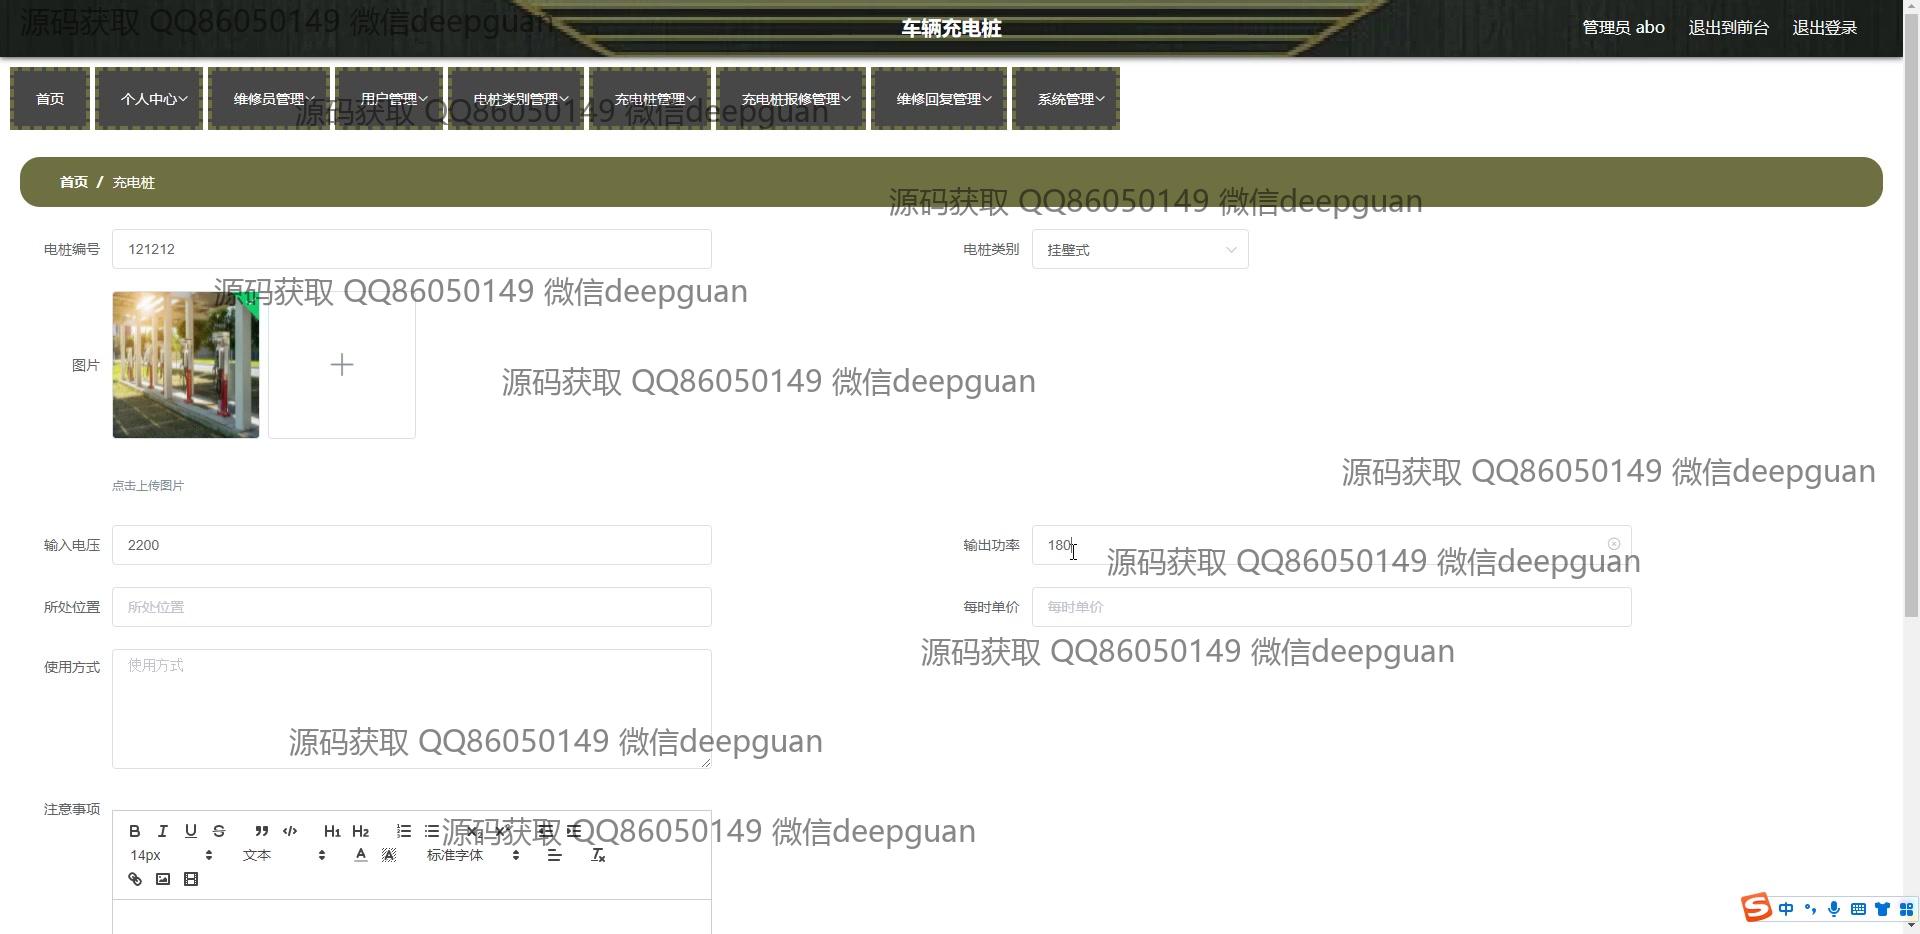 源码获取 QQ86050149 微信deepguan
车辆充电桩
管理员 abo 退出到前台 退出登录
首页 个人中心 维修员管理 用户管理 电桩类别管理 充电桩管理 充电桩报修管理 维修回复管理 系统管理
源码获取 QQ86050149 微信deepguan
首页 / 充电桩
源码获取 QQ86050149 微信deepguan
电桩编号 121212 电桩类别 挂壁式
源码获取 QQ86050149 微信deepguan
图片
源码获取 QQ86050149 微信deepguan
源码获取 QQ86050149 微信deepguan
点击上传图片
输入电压 2200 输出功率 180
源码获取 QQ86050149 微信deepguan
所处位置 所处位置 每时单价 每时单价
源码获取 QQ86050149 微信deepguan
使用方式 使用方式
源码获取 QQ86050149 微信deepguan
注意事项
B I U S H1 H2
源码获取 QQ86050149 微信deepguan
14px 文本 A A 标准字体
中